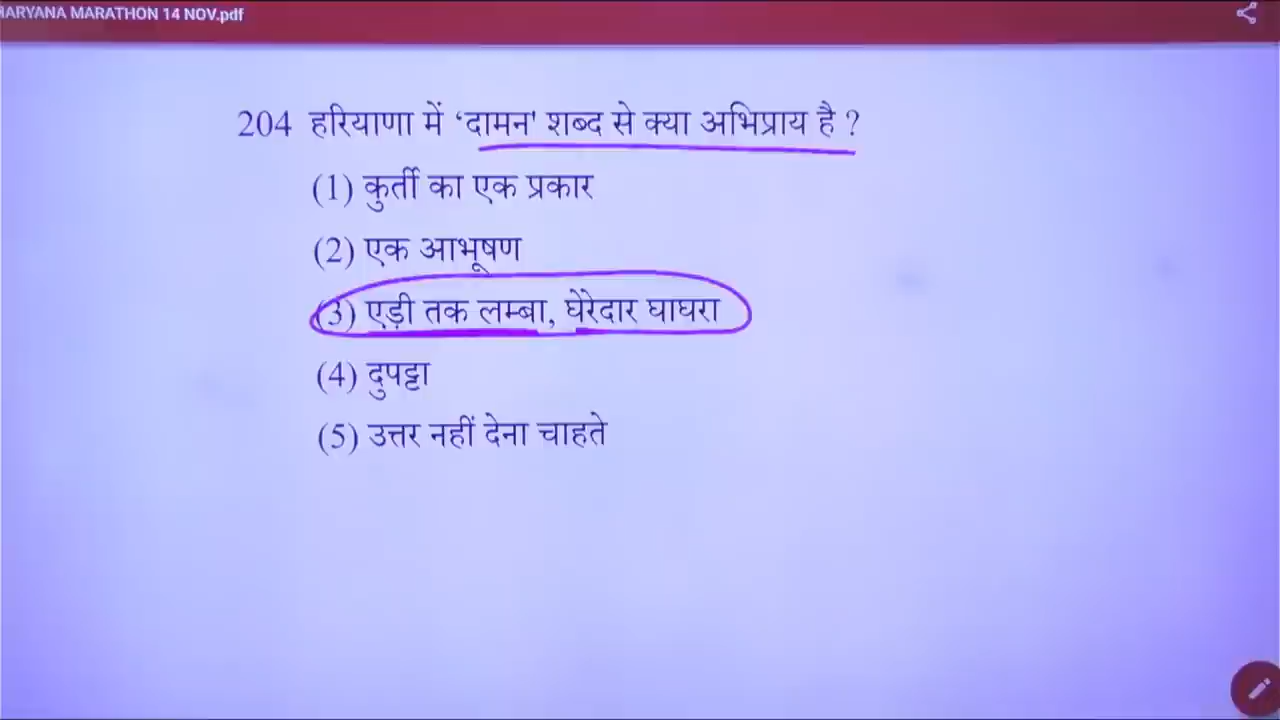 HARYANA MARATHON 14 NOV.pdf
204 हरियाणा में ‘दामन' शब्द से क्या अभिप्राय है ?
(1) कुर्ती का एक प्रकार
(2) एक आभूषण
(3) एड़ी तक लम्बा, घेरेदार घाघरा
(4) दुपट्टा
(5) उत्तर नहीं देना चाहते